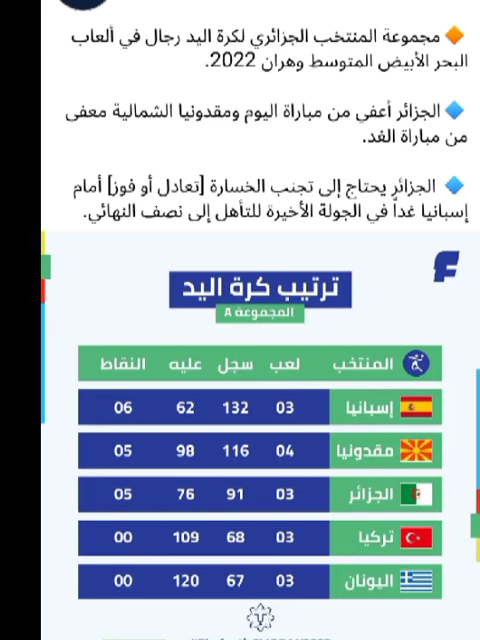 🔶 مجموعة المنتخب الجزائري لكرة اليد رجال في ألعاب
البحر الأبيض المتوسط وهران 2022.
🔷 الجزائر أعفي من مباراة اليوم ومقدونيا الشمالية معفى
من مباراة الغد.
🔷 الجزائر يحتاج إلى تجنب الخسارة [تعادل أو فوز] أمام
إسبانيا غداً في الجولة الأخيرة للتأهل إلى نصف النهائي.
F
ترتيب كرة اليد
المجموعة A
المنتخب لعب سجل عليه النقاط
إسبانيا 03 132 62 06
مقدونيا 04 116 98 05
الجزائر 03 91 76 05
تركيا 03 68 109 00
اليونان 03 67 120 00